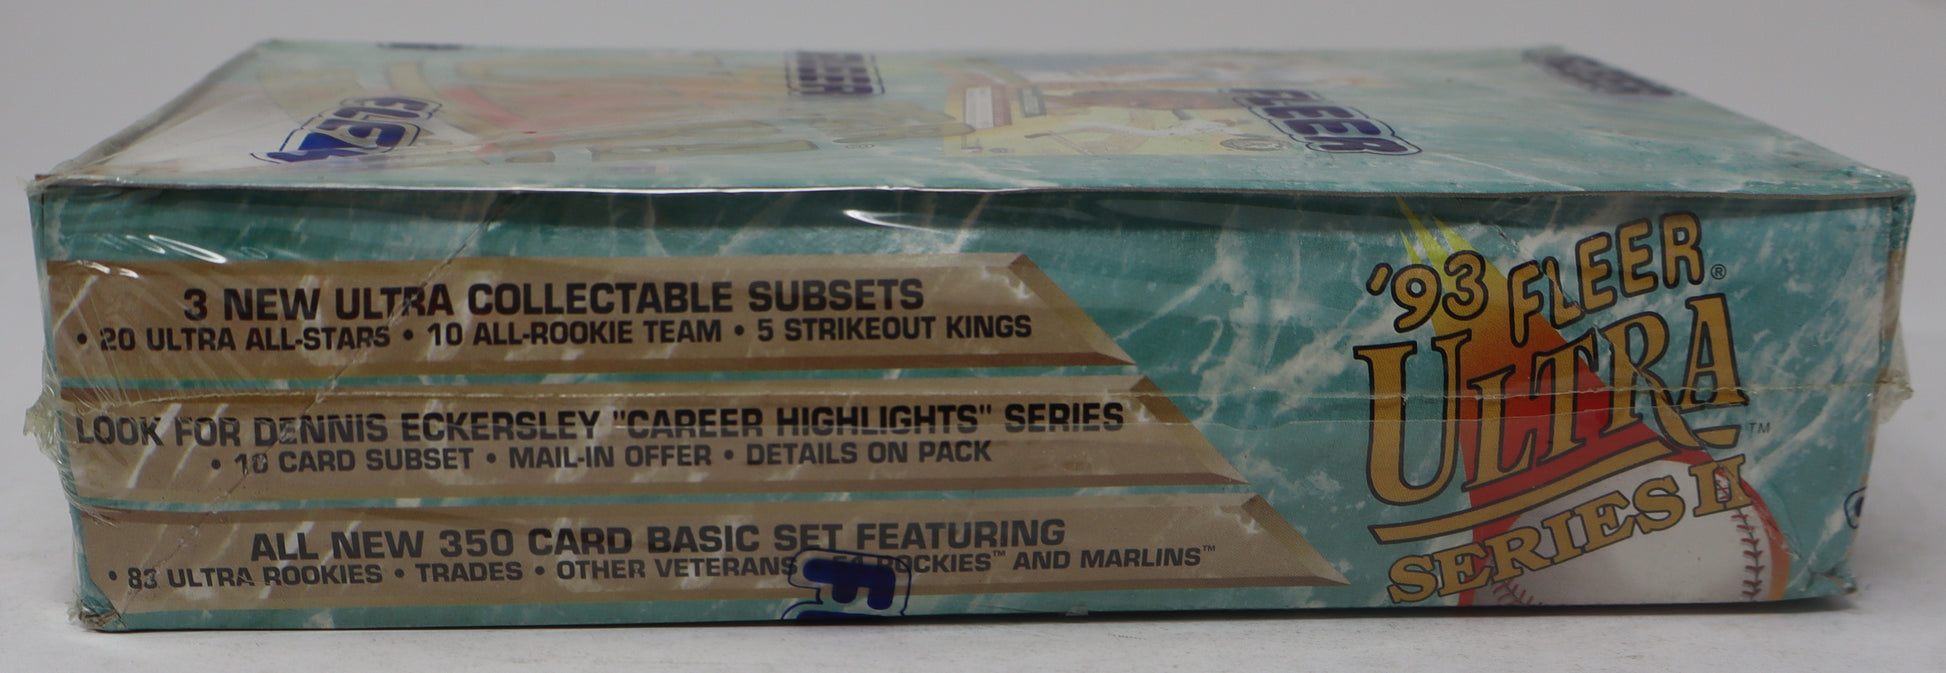 FLEER
FLEER
FLEER
FLEER
3 NEW ULTRA COLLECTABLE SUBSETS
• 20 ULTRA ALL-STARS • 10 ALL-ROOKIE TEAM • 5 STRIKEOUT KINGS
LOOK FOR DENNIS ECKERSLEY "CAREER HIGHLIGHTS" SERIES
• 10 CARD SUBSET • MAIL-IN OFFER • DETAILS ON PACK
ALL NEW 350 CARD BASIC SET FEATURING
• 83 ULTRA ROOKIES • TRADES • OTHER VETERANS ROCKIES™ AND MARLINS™
'93 FLEER®
ULTRA™
SERIES II